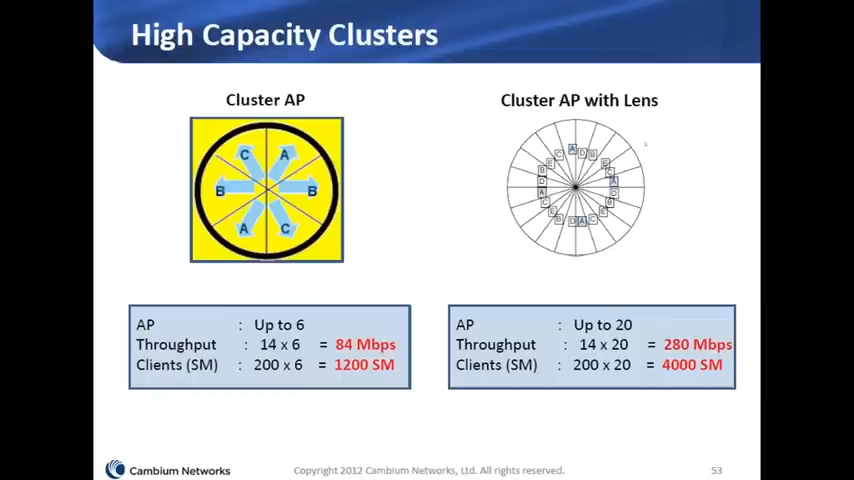 High Capacity Clusters
Cluster AP
C A
B B
A C
Cluster AP with Lens
AP : Up to 6
Throughput : 14 x 6 = 84 Mbps
Clients (SM) : 200 x 6 = 1200 SM
AP : Up to 20
Throughput : 14 x 20 = 280 Mbps
Clients (SM) : 200 x 20 = 4000 SM
Cambium Networks
Copyright 2012 Cambium Networks, Ltd. All rights reserved.
53